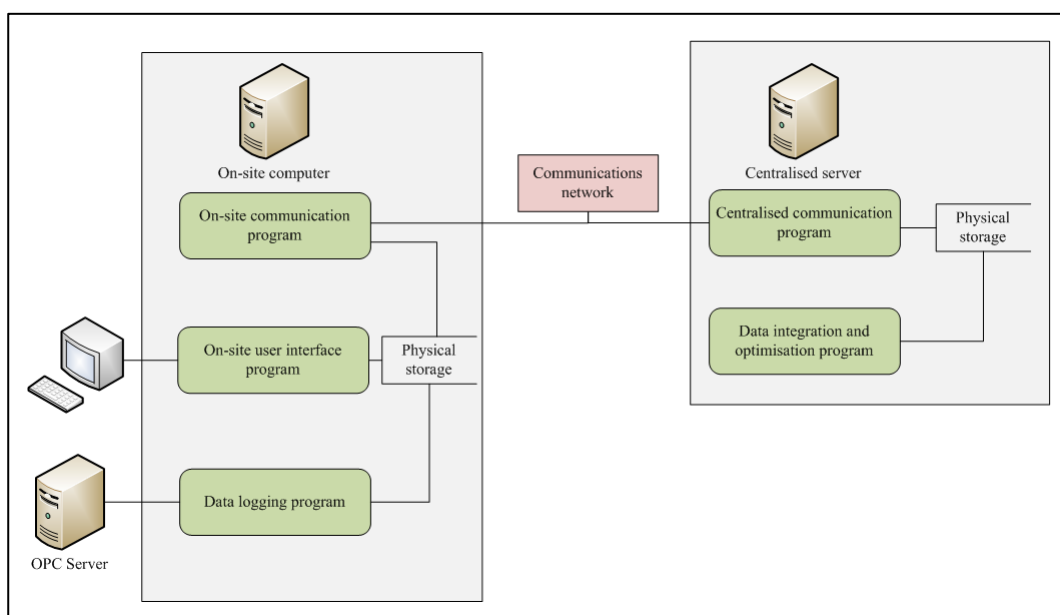 On-site computer
On-site communication
program
On-site user interface
program
Physical
storage
Data logging program
OPC Server
Communications
network
Centralised server
Centralised communication
program
Physical
storage
Data integration and
optimisation program